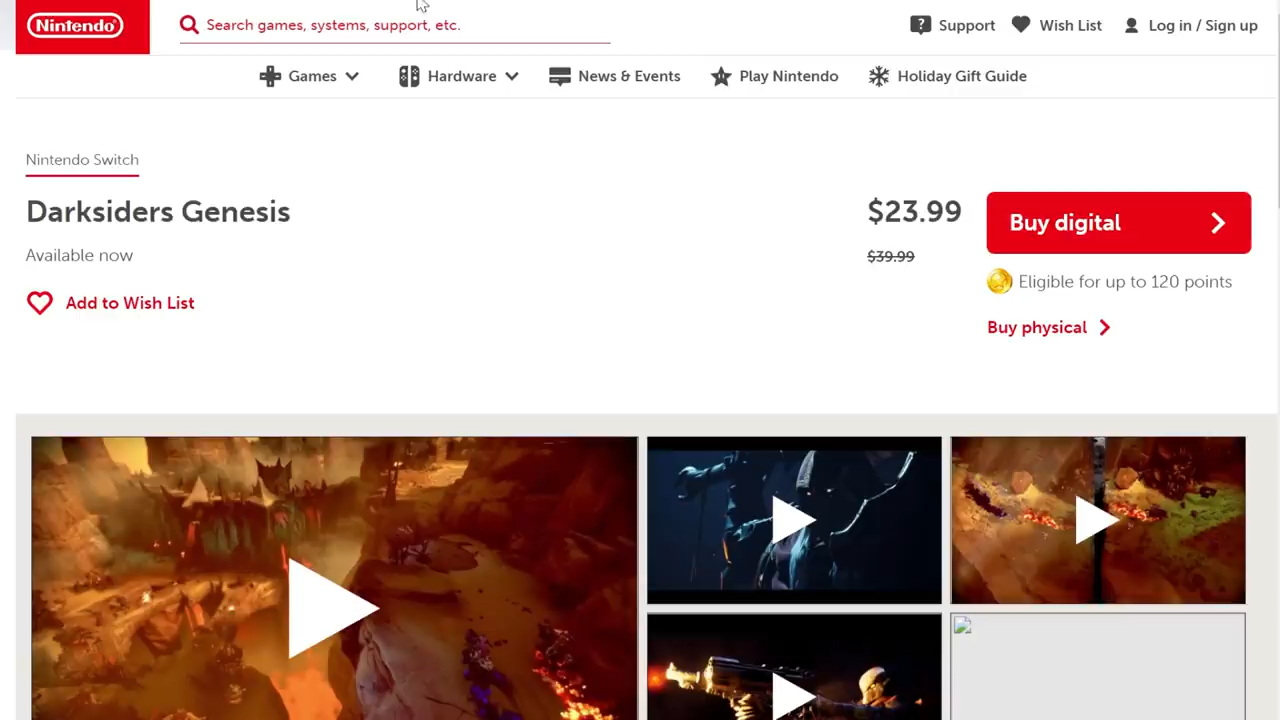 Nintendo
Search games, systems, support, etc.
Support
Wish List
Log in / Sign up
Games
Hardware
News & Events
Play Nintendo
Holiday Gift Guide
Nintendo Switch
Darksiders Genesis
Available now
Add to Wish List
$23.99
$39.99
Buy digital
Eligible for up to 120 points
Buy physical